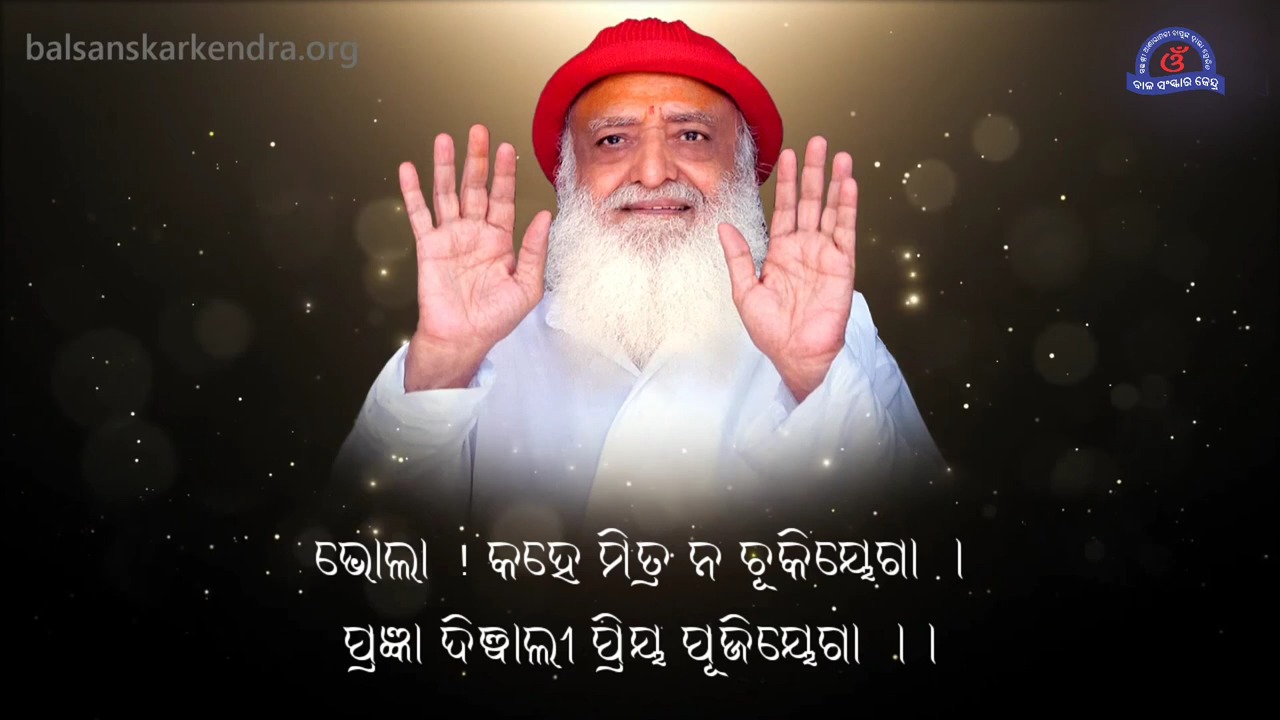 balsanskarkendra.org
ଓଁ
ବାଳ ସଂସ୍କାର କେନ୍ଦ୍ର
ଭୋଲା ! କହେ ମିତ୍ର ନ ଚୂକିୟେଗା ।
ପ୍ରଜ୍ଞା ଦିୱାଲୀ ପ୍ରିୟ ପୂଜିୟେଗା ।।